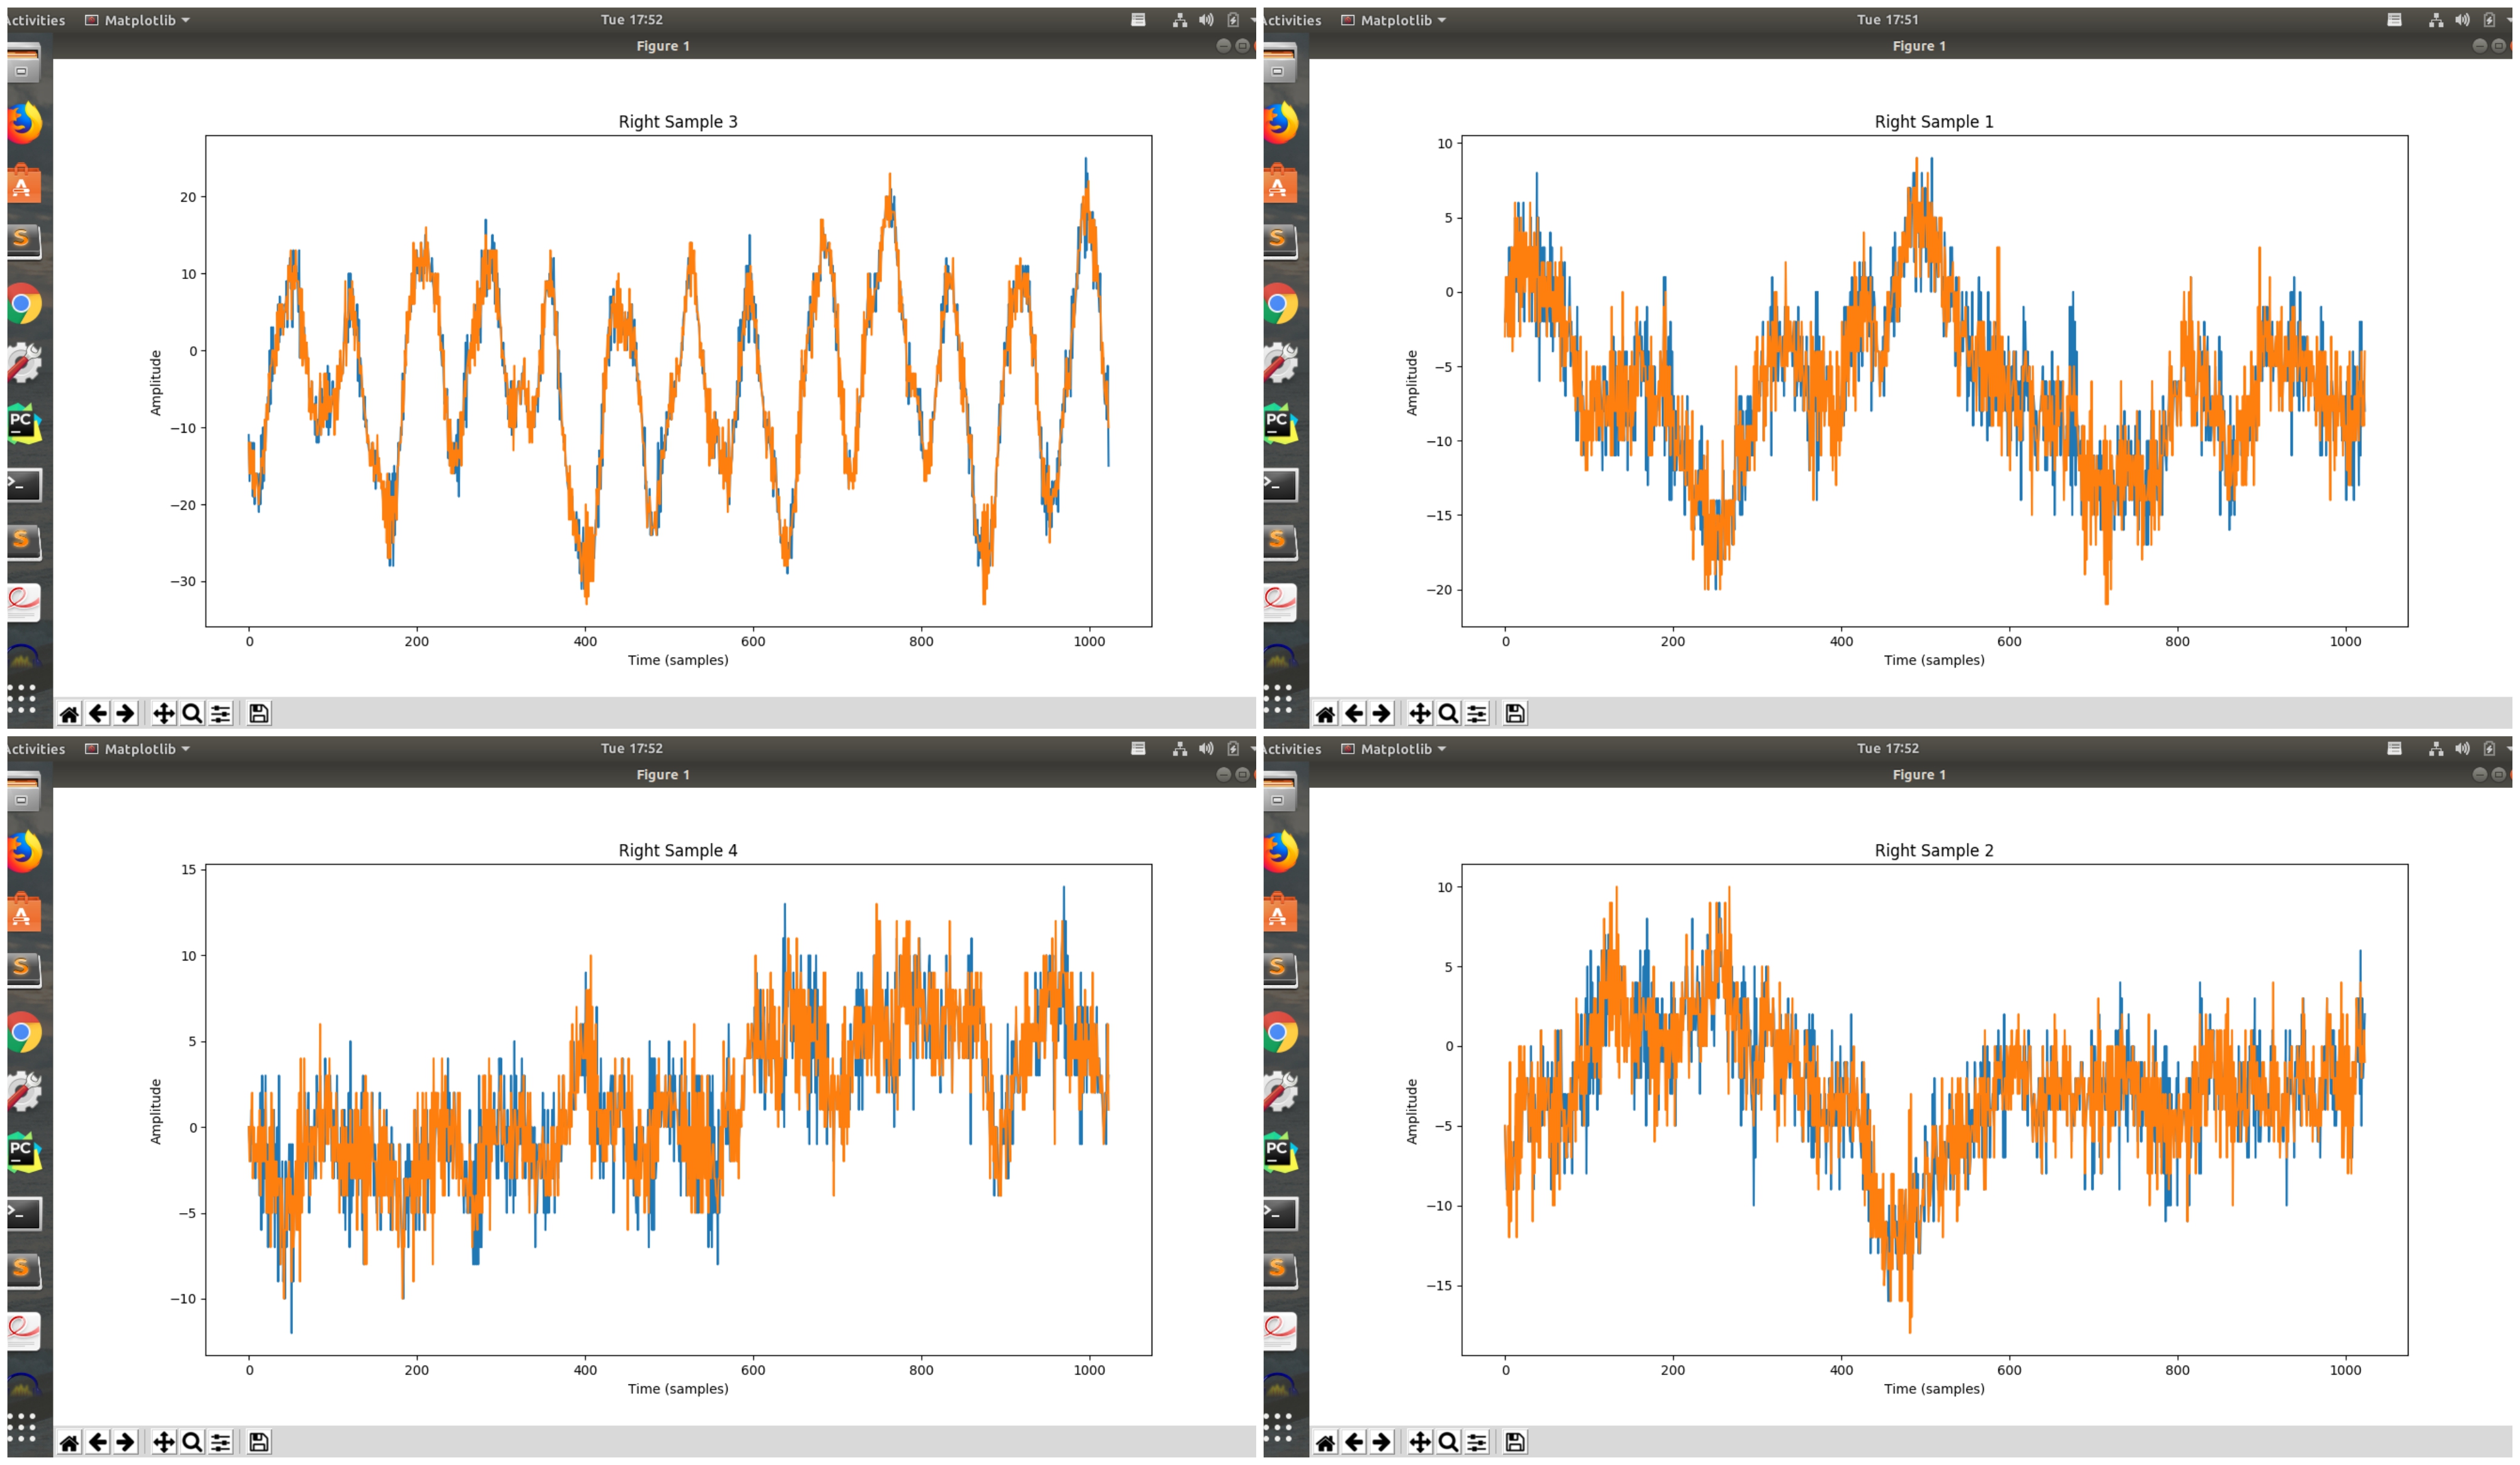 Activities Matplotlib Tue 17:52
Figure 1
Right Sample 3
20
10
0
−10
−20
−30
Amplitude
0 200 400 600 800 1000
Time (samples)
Activities Matplotlib Tue 17:51
Figure 1
Right Sample 1
10
5
0
−5
−10
−15
−20
Amplitude
0 200 400 600 800 1000
Time (samples)
Activities Matplotlib Tue 17:52
Figure 1
Right Sample 4
15
10
5
0
−5
−10
Amplitude
0 200 400 600 800 1000
Time (samples)
Activities Matplotlib Tue 17:52
Figure 1
Right Sample 2
10
5
0
−5
−10
−15
Amplitude
0 200 400 600 800 1000
Time (samples)